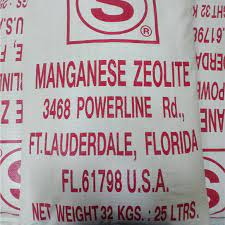 S
®
MANGANESE ZEOLITE
3468 POWERLINE Rd.,
FT. LAUDERDALE, FLORIDA
FL.61798 U.S.A.
NET WEIGHT 32 KGS. : 25 LTRS.